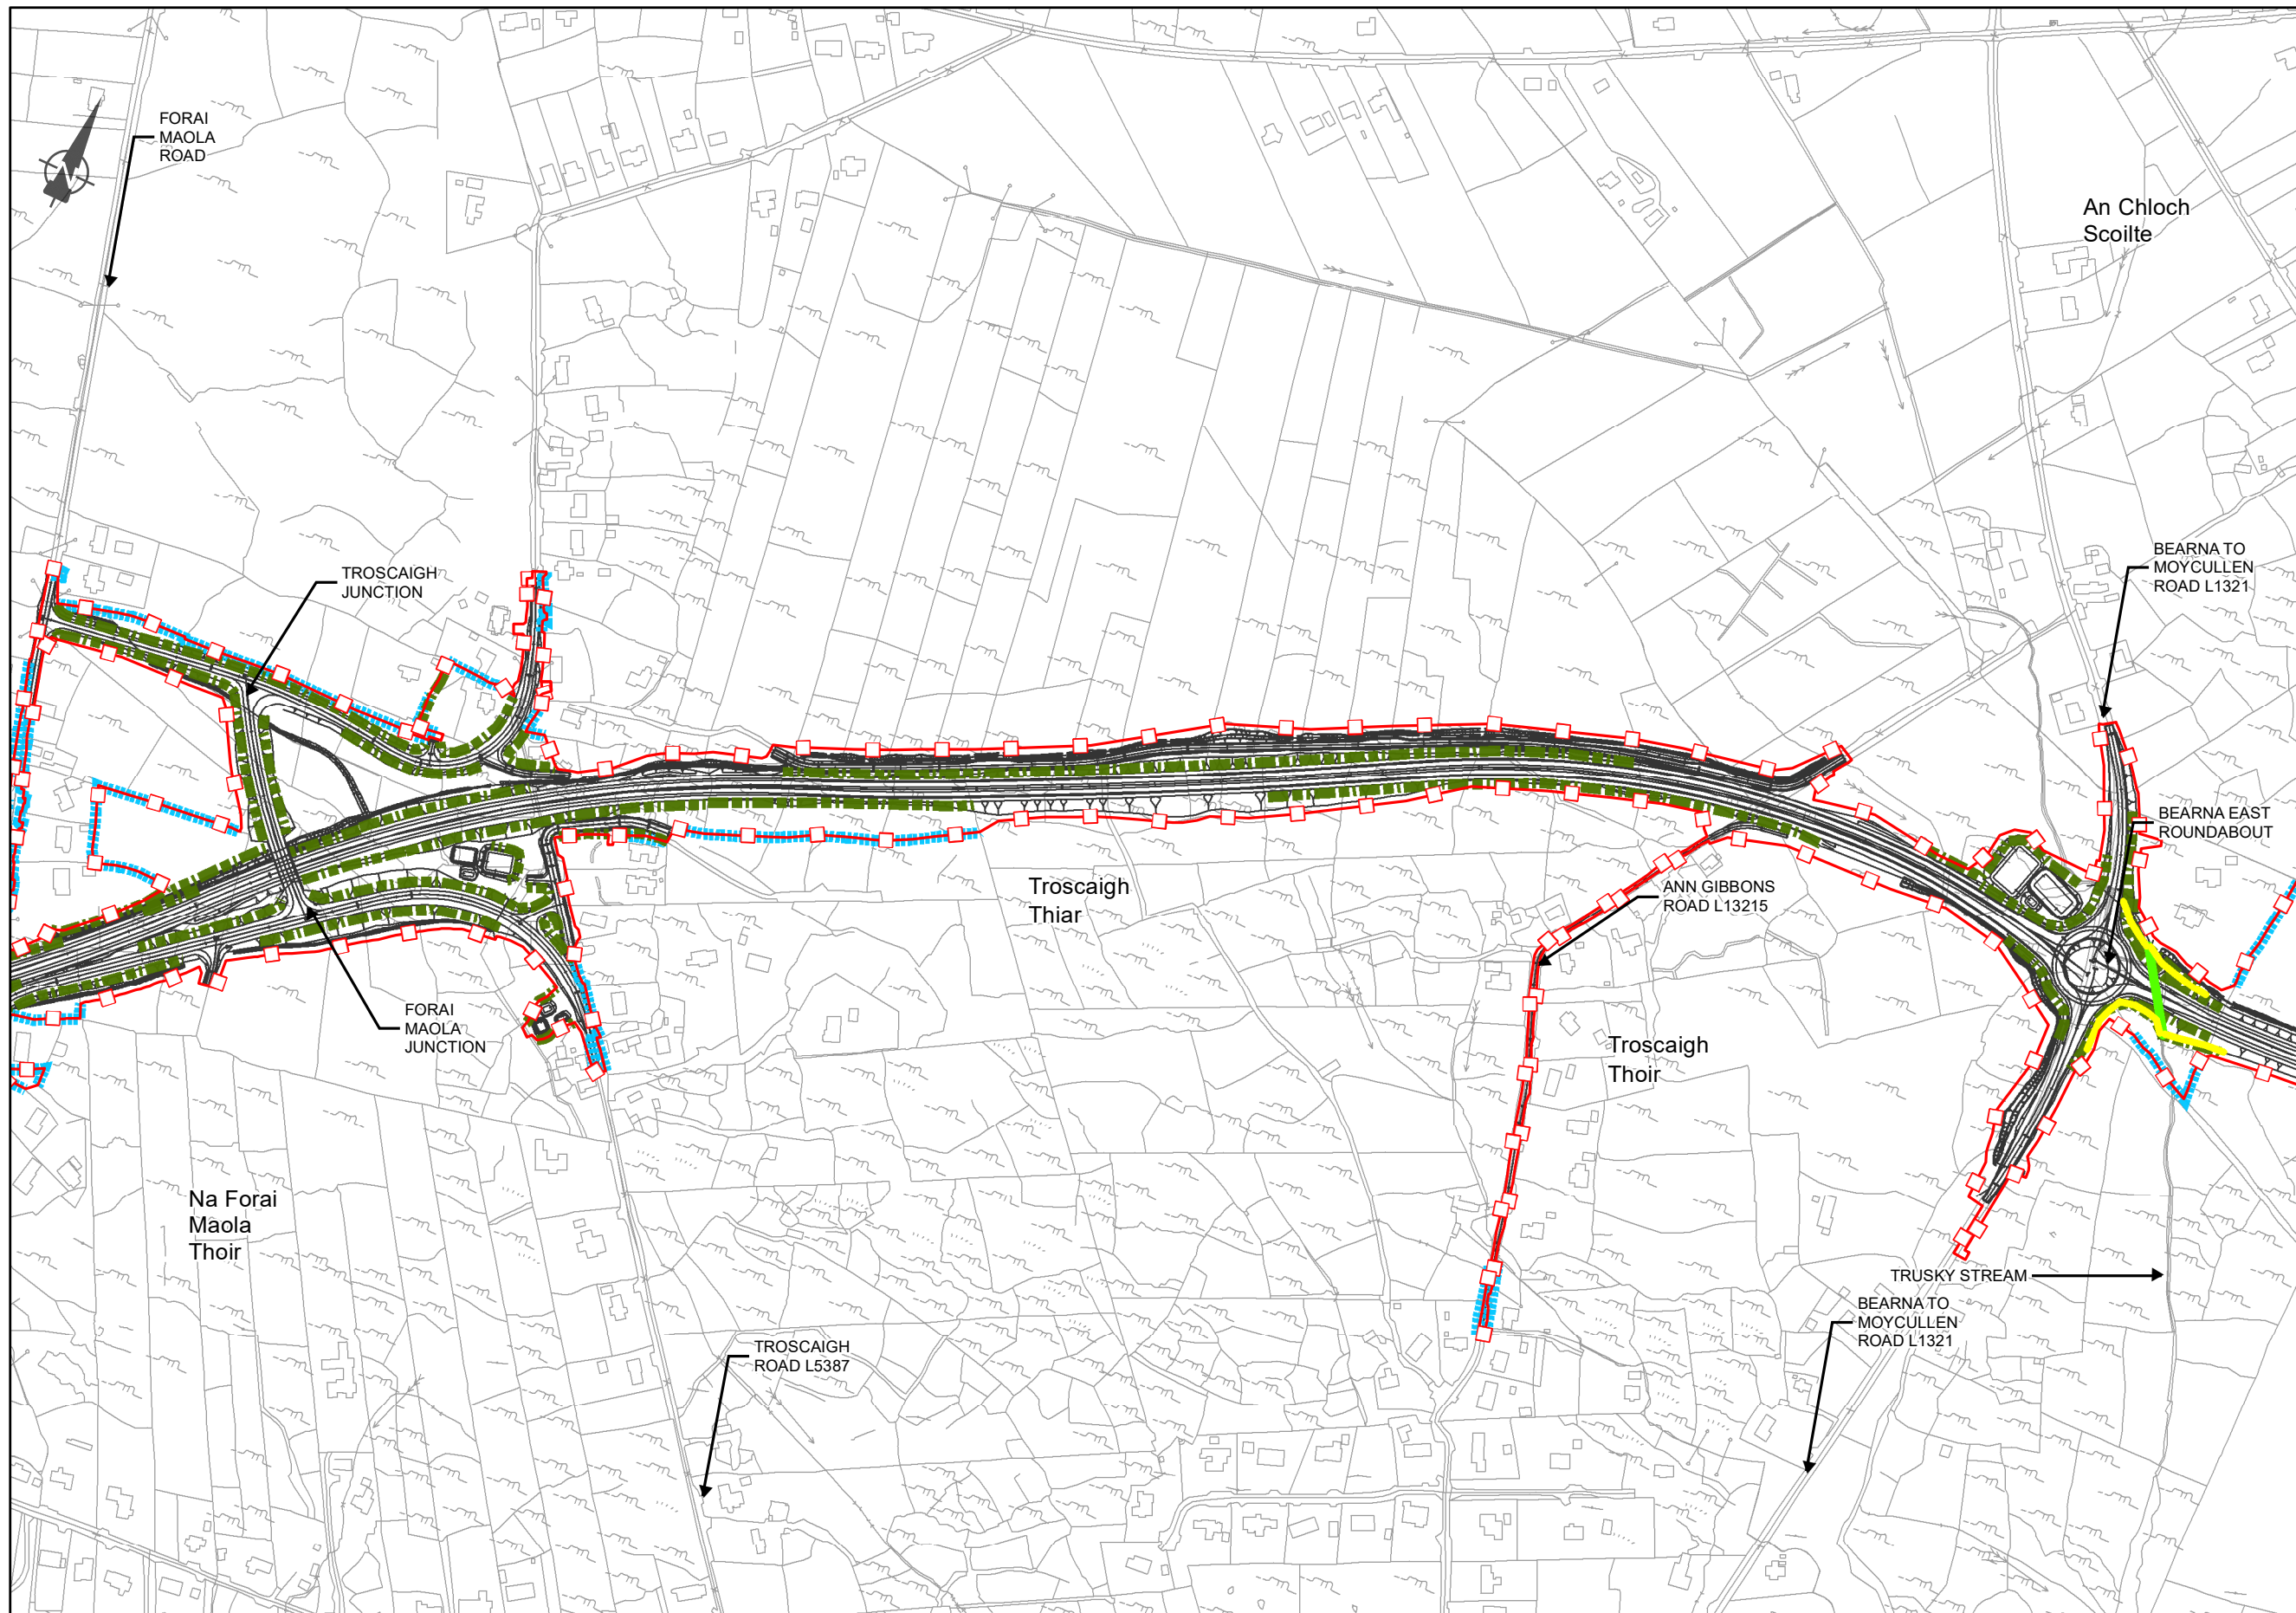 FORAI
MAOLA
ROAD
N
An Chloch
Scoilte
TROSCAIGH
JUNCTION
BEARNA TO
MOYCULLEN
ROAD L1321
BEARNA EAST
ROUNDABOUT
Troscaigh
Thiar
ANN GIBBONS
ROAD L13215
FORAI
MAOLA
JUNCTION
Troscaigh
Thoir
Na Forai
Maola
Thoir
TRUSKY STREAM
BEARNA TO
MOYCULLEN
ROAD L1321
TROSCAIGH
ROAD L5387